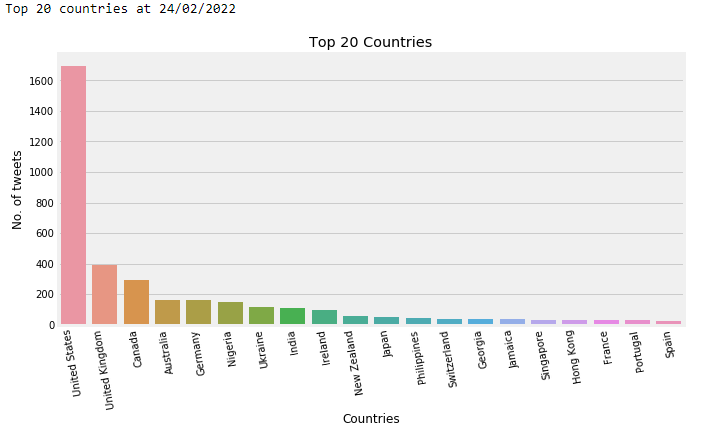 Top 20 countries at 24/02/2022
Top 20 Countries
No. of tweets
1600
1400
1200
1000
800
600
400
200
0
United States
United Kingdom
Canada
Australia
Germany
Nigeria
Ukraine
India
Ireland
New Zealand
Japan
Philippines
Switzerland
Georgia
Jamaica
Singapore
Hong Kong
France
Portugal
Spain
Countries